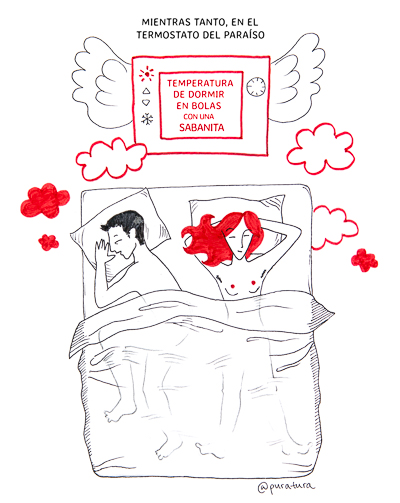 MIENTRAS TANTO, EN EL
TERMOSTATO DEL PARAÍSO
TEMPERATURA
DE DORMIR
EN BOLAS
CON UNA
SABANITA
@puratura